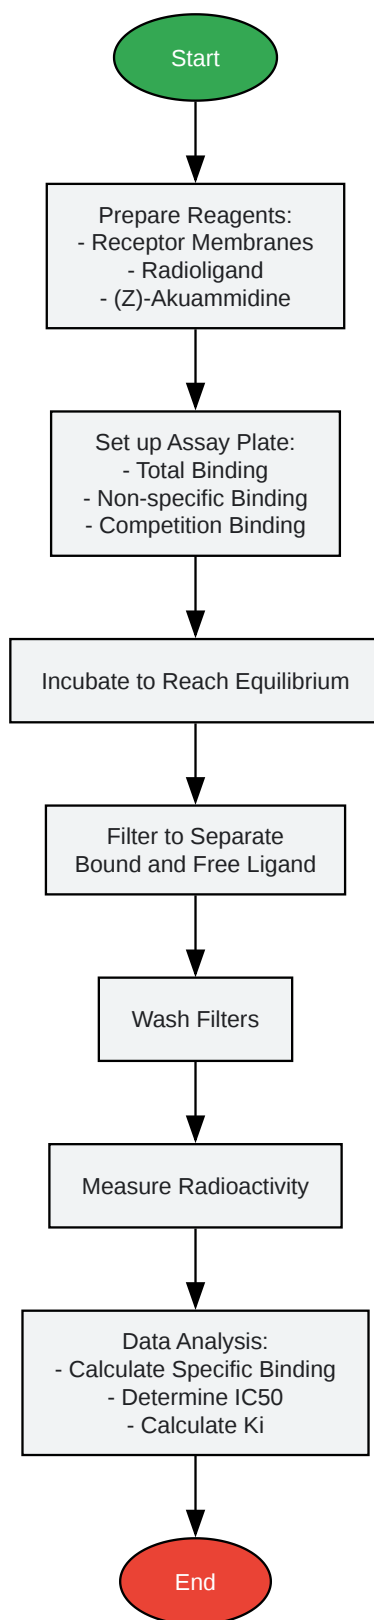 Start
Prepare Reagents:
- Receptor Membranes
- Radioligand
- (Z)-Akuammidine
Set up Assay Plate:
- Total Binding
- Non-specific Binding
- Competition Binding
Incubate to Reach Equilibrium
Filter to Separate
Bound and Free Ligand
Wash Filters
Measure Radioactivity
Data Analysis:
- Calculate Specific Binding
- Determine IC50
- Calculate Ki
End